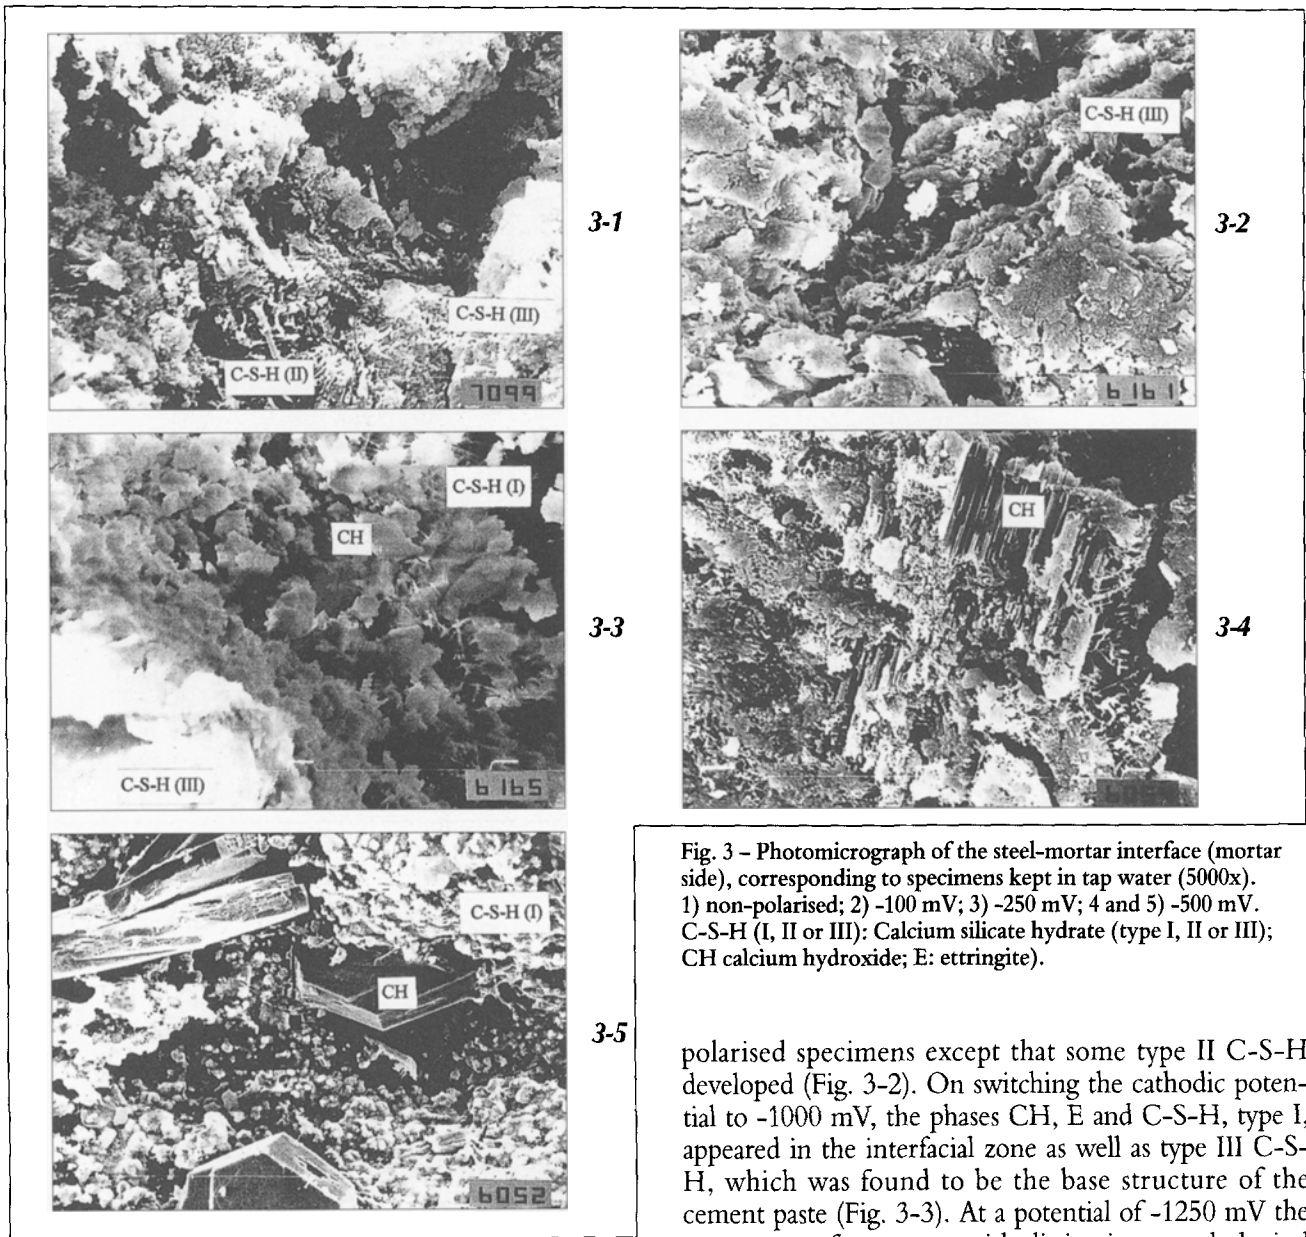 C-S-H (III)
C-S-H (II)
7099
3-1
C-S-H (III)
6161
3-2
C-S-H (I)
CH
C-S-H (III)
6165
3-3
CH
3-4
C-S-H (I)
CH
6052
3-5
Fig. 3 – Photomicrograph of the steel-mortar interface (mortar
side), corresponding to specimens kept in tap water (5000x).
1) non-polarised; 2) -100 mV; 3) -250 mV; 4 and 5) -500 mV.
C-S-H (I, II or III): Calcium silicate hydrate (type I, II or III);
CH calcium hydroxide; E: ettringite).
polarised specimens except that some type II C-S-H
developed (Fig. 3-2). On switching the cathodic poten-
tial to -1000 mV, the phases CH, E and C-S-H, type I,
appeared in the interfacial zone as well as type III C-S-
H, which was found to be the base structure of the
cement paste (Fig. 3-3). At a potential of -1250 mV the